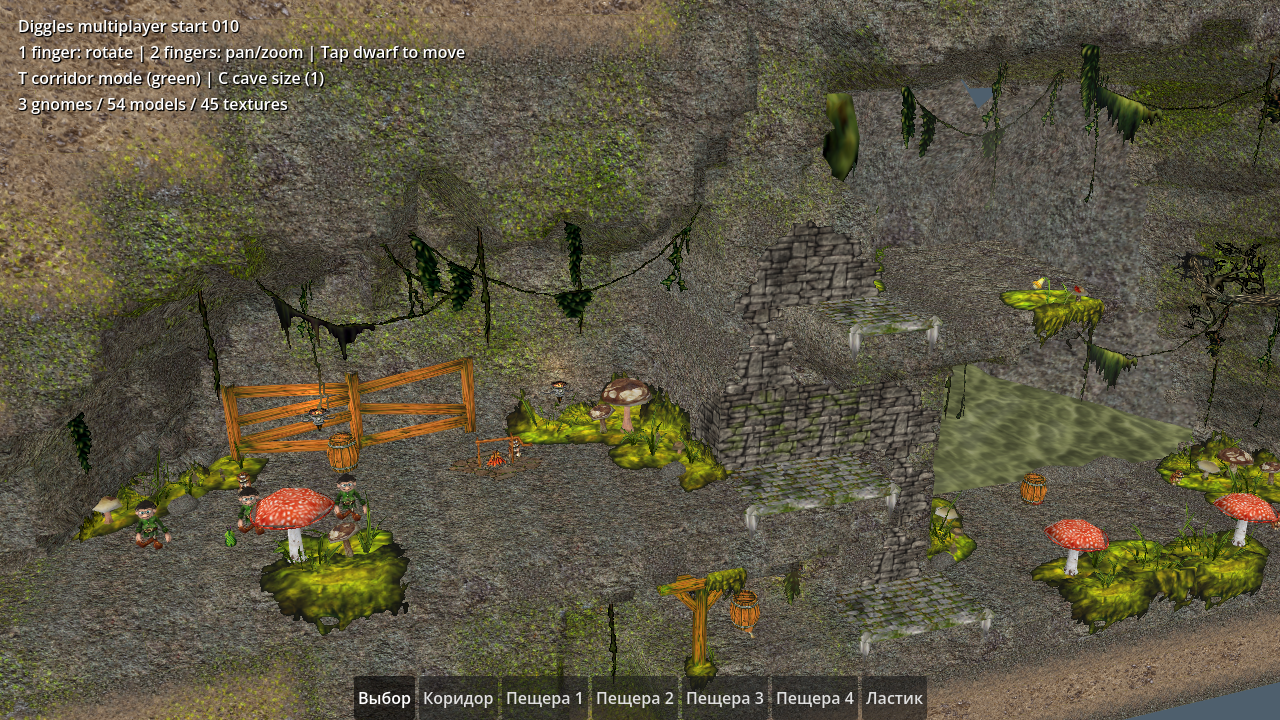 Diggles multiplayer start 010
1 finger: rotate | 2 fingers: pan/zoom | Tap dwarf to move
T corridor mode (green) | C cave size (1)
3 gnomes / 54 models / 45 textures
Выбор Коридор Пещера 1 Пещера 2 Пещера 3 Пещера 4 Ластик